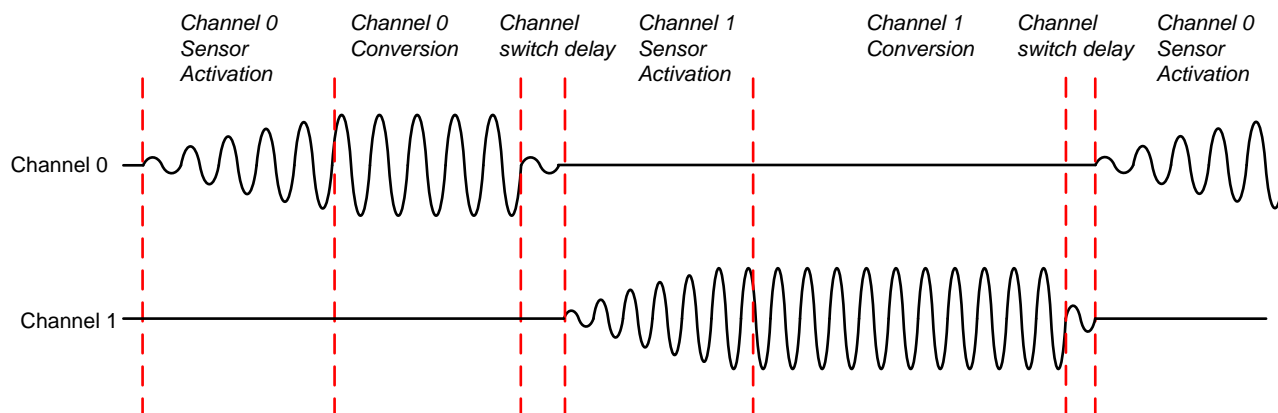 Channel 0
Sensor
Activation
Channel 0
Conversion
Channel
switch delay
Channel 1
Sensor
Activation
Channel 1
Conversion
Channel
switch delay
Channel 0
Sensor
Activation
Channel 0
Channel 1